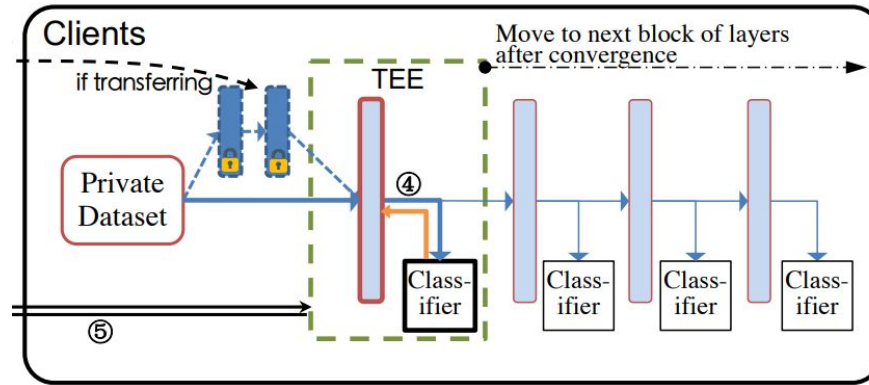 Clients
Move to next block of layers
after convergence
if transferring
TEE
Private
Dataset
④
Class-
ifier
Class-
ifier
Class-
ifier
Class-
ifier
⑤